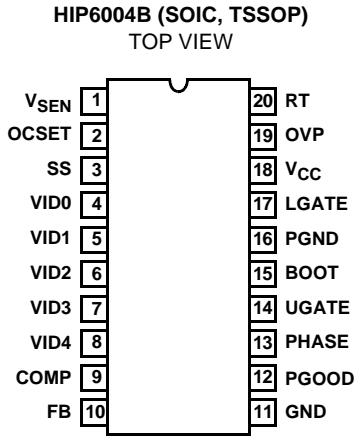 HIP6004B (SOIC, TSSOP)
TOP VIEW
VSEN 1 20 RT
OCSET 2 19 OVP
SS 3 18 VCC
VID0 4 17 LGATE
VID1 5 16 PGND
VID2 6 15 BOOT
VID3 7 14 UGATE
VID4 8 13 PHASE
COMP 9 12 PGOOD
FB 10 11 GND